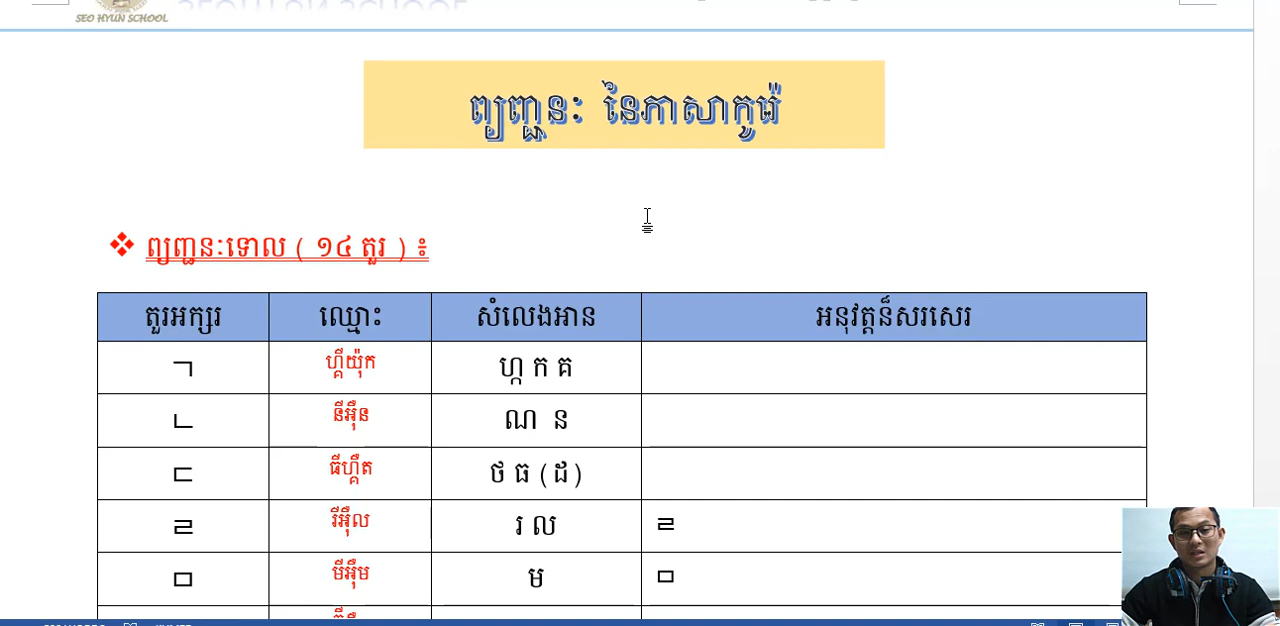 SEO HYUN SCHOOL
ព្យញ្ជនៈ នៃភាសាកូរ៉េ
❖ ព្យញ្ជនៈទោល ( ១៤ តួរ ) ៖
តួរអក្សរ ឈ្មោះ សំលេងអាន អនុវត្តន៏សរសេរ
ㄱ ហ្គីយ៉ុក ហ្ក ក គ
ㄴ នីអ៊ឺន ណ ន
ㄷ ធីហ្គឺត ថ ធ (ដ)
ㄹ រីអ៊ឺល រ ល ㄹ
ㅁ មីអ៊ឺម ម ㅁ